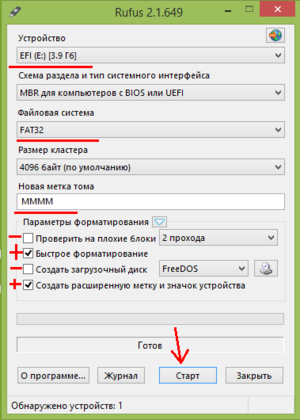 Rufus 2.1.649
Устройство
EFI (E:) [3.9 Гб]
Схема раздела и тип системного интерфейса
MBR для компьютеров с BIOS или UEFI
Файловая система
FAT32
Размер кластера
4096 байт (по умолчанию)
Новая метка тома
MMMM
Параметры форматирования
Проверить на плохие блоки 2 прохода
Быстрое форматирование
Создать загрузочный диск FreeDOS
Создать расширенную метку и значок устройства
Готов
О программе... Журнал Старт Закрыть
Обнаружено устройств: 1